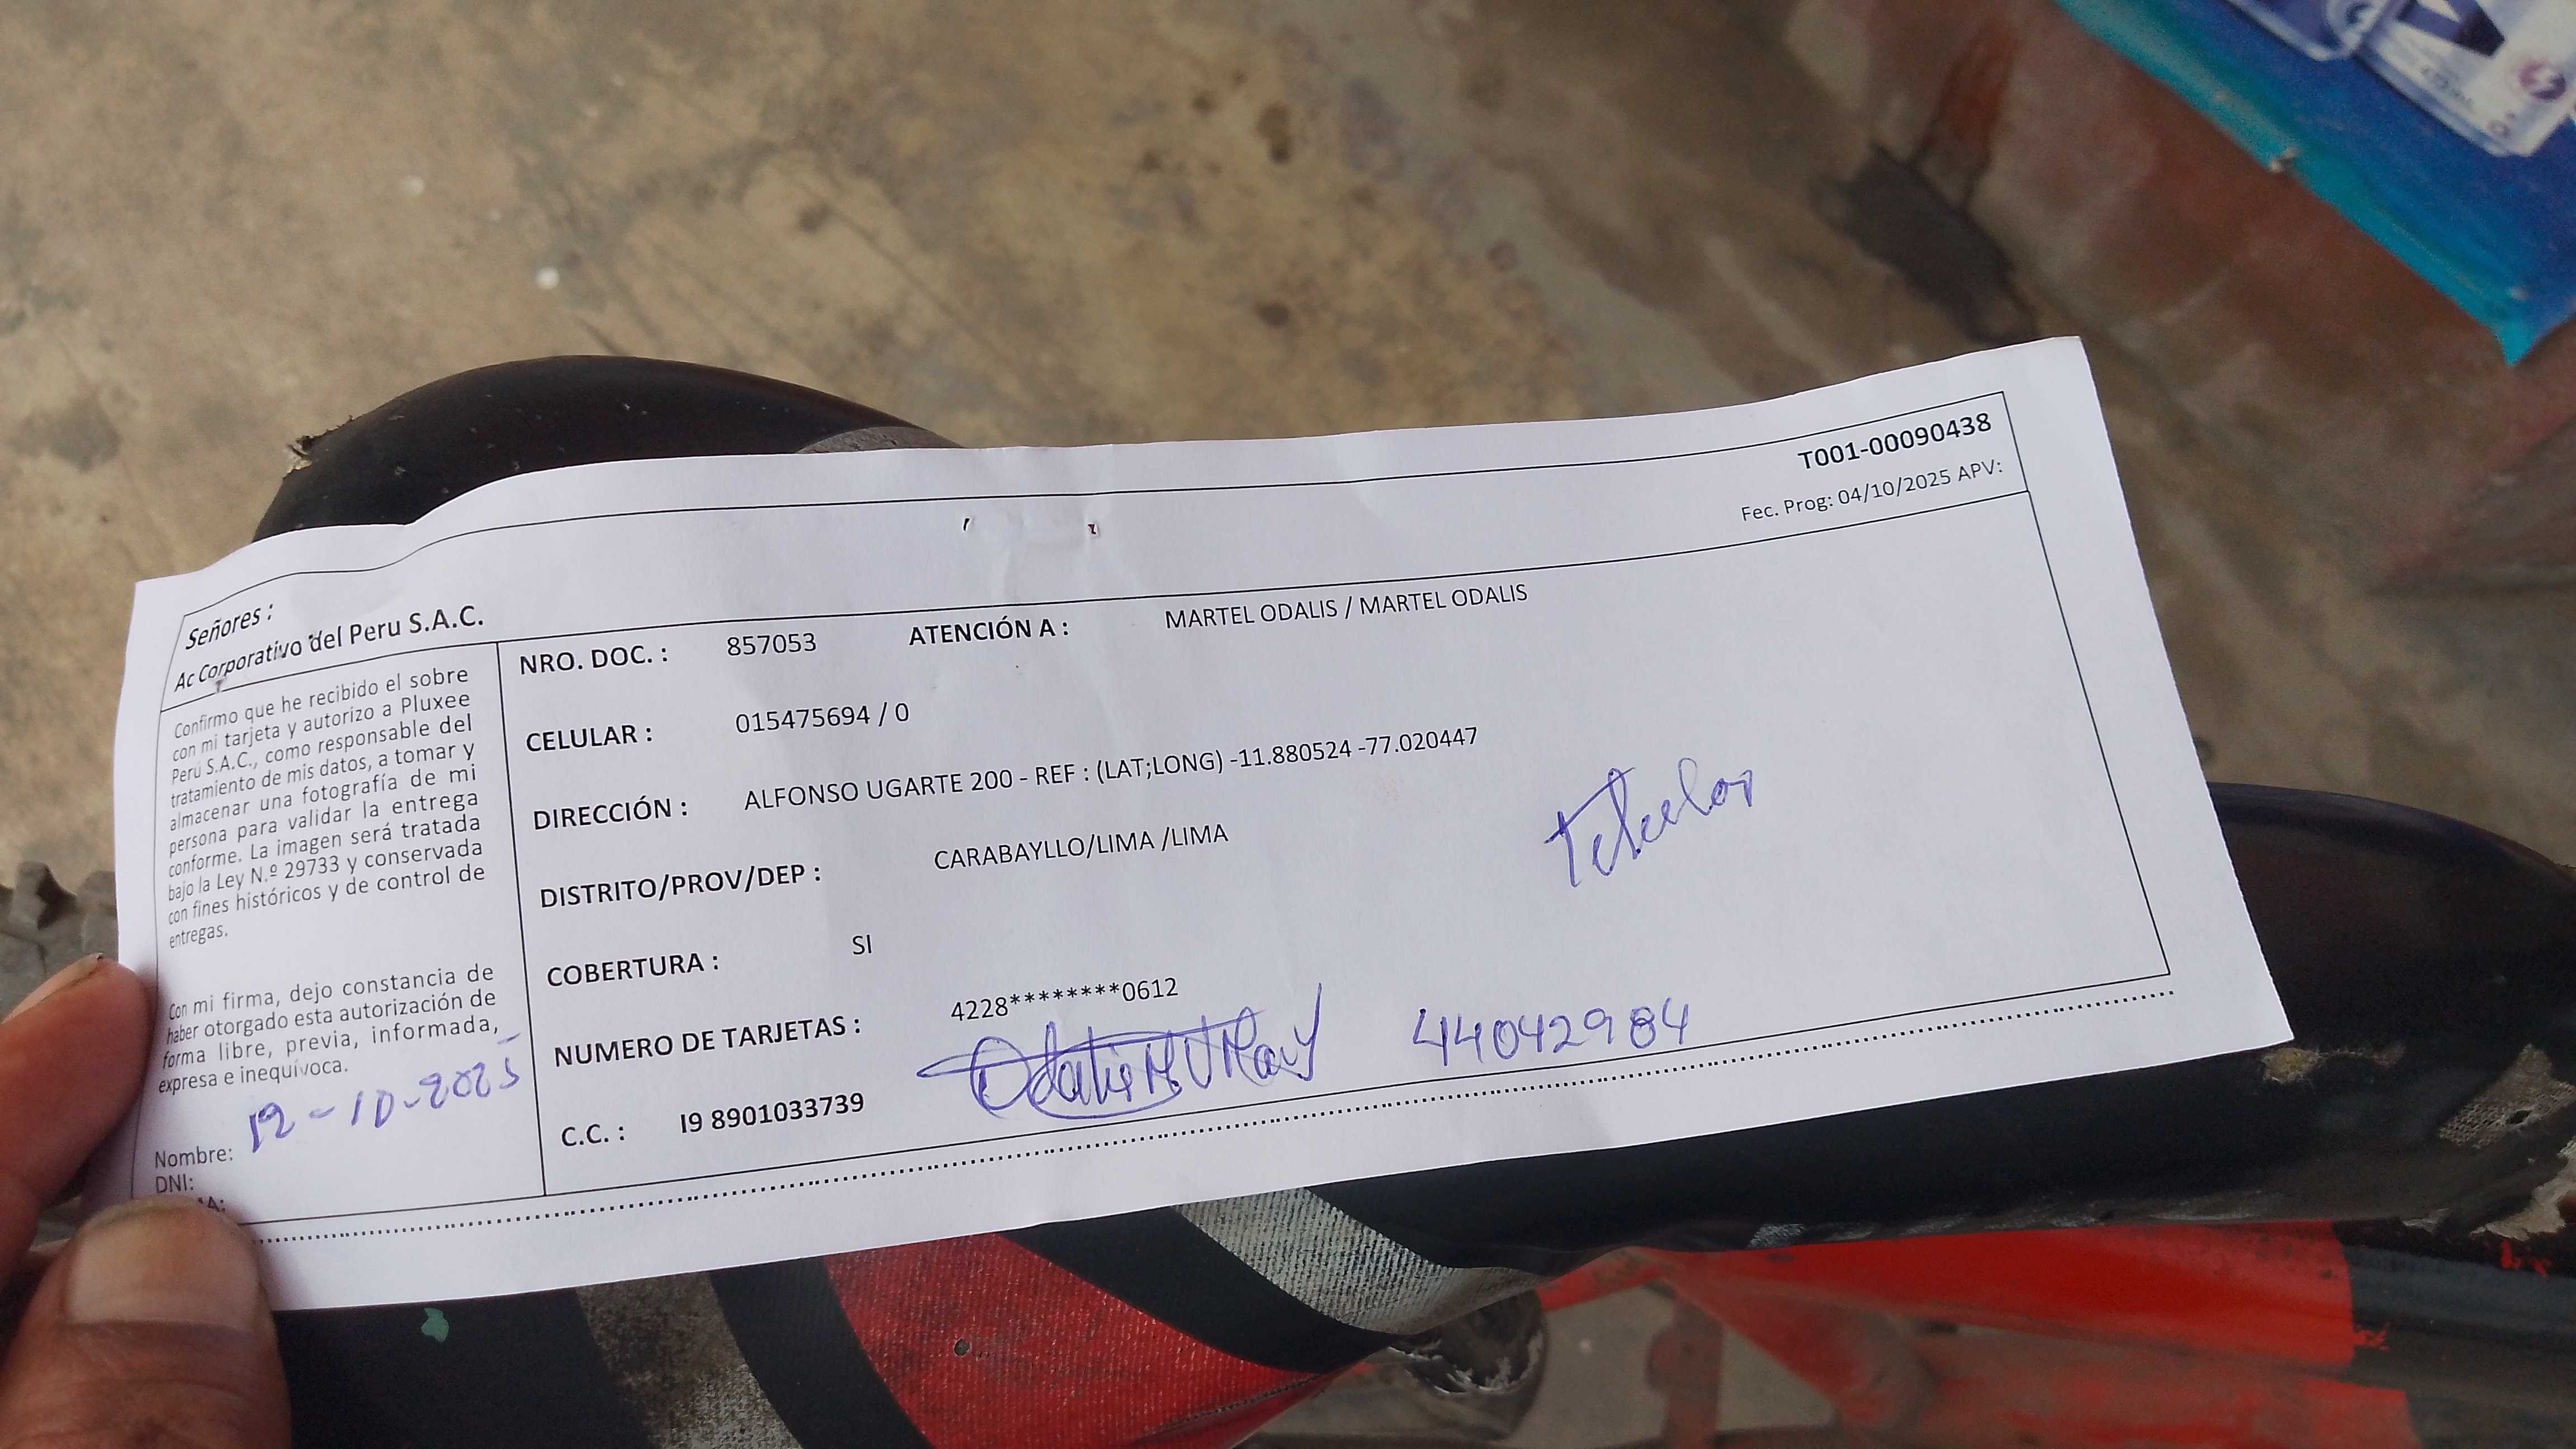 T001-00090438
Fec. Prog: 04/10/2025 APV:
Señores :
Ac Corporativo del Peru S.A.C.
Confirmo que he recibido el sobre
con mi tarjeta y autorizo a Pluxee
Perú S.A.C., como responsable del
tratamiento de mis datos, a tomar y
almacenar una fotografía de mi
persona para validar la entrega
conforme. La imagen será tratada
bajo la Ley N.º 29733 y conservada
con fines históricos y de control de
entregas.
Con mi firma, dejo constancia de
haber otorgado esta autorización de
forma libre, previa, informada,
expresa e inequívoca.
12-10-2025
Nombre:
DNI:
NRO. DOC. : 857053 ATENCIÓN A : MARTEL ODALIS / MARTEL ODALIS
CELULAR : 015475694 / 0
DIRECCIÓN : ALFONSO UGARTE 200 - REF : (LAT;LONG) -11.880524 -77.020447
DISTRITO/PROV/DEP : CARABAYLLO/LIMA /LIMA
COBERTURA : SI
NUMERO DE TARJETAS : 4228********0612
44042984
C.C. : I9 8901033739